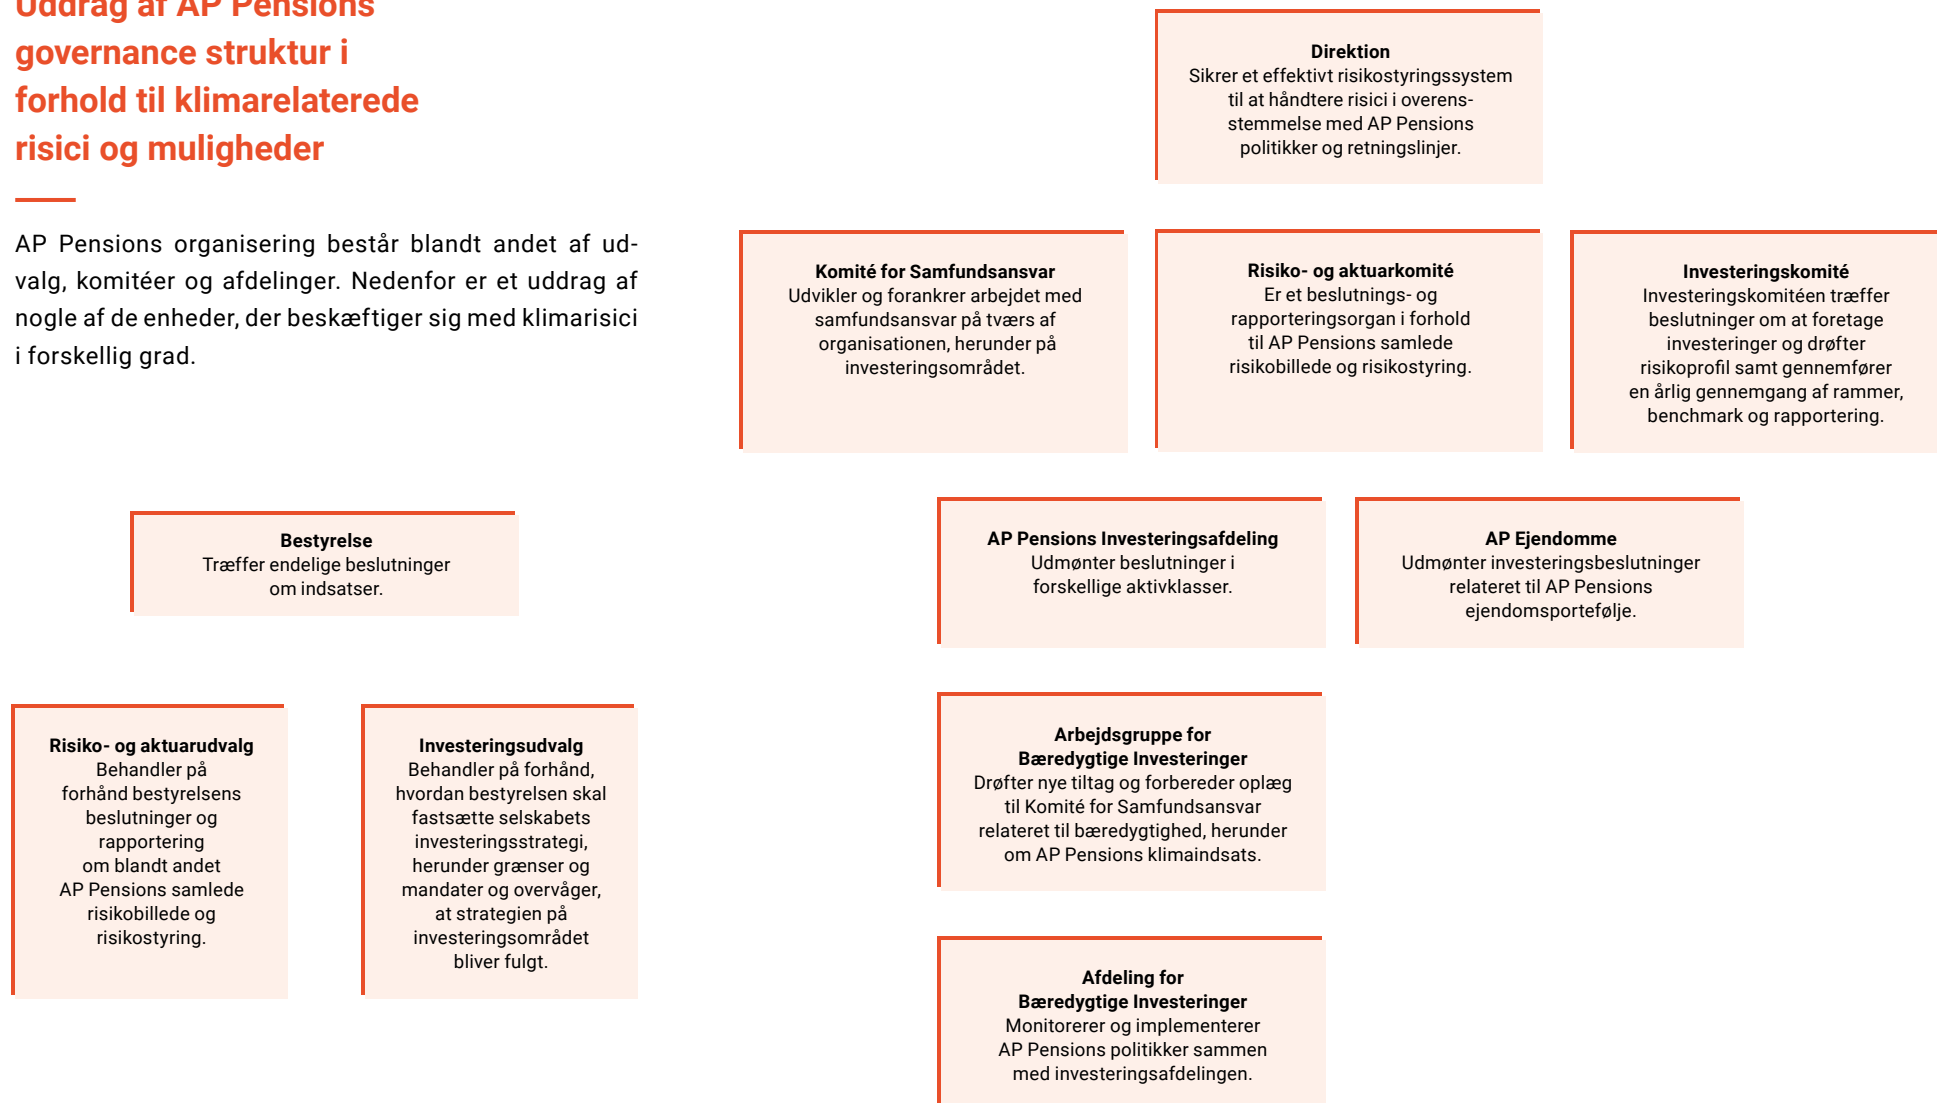 Uddrag af AP Pensions
governance struktur i
forhold til klimarelaterede
risici og muligheder
AP Pensions organisering består blandt andet af ud-
valg, komitéer og afdelinger. Nedenfor er et uddrag af
nogle af de enheder, der beskæftiger sig med klimarisici
i forskellig grad.
Bestyrelse
Træffer endelige beslutninger
om indsatser.
Risiko- og aktuarudvalg
Behandler på
forhånd bestyrelsens
beslutninger og
rapportering
om blandt andet
AP Pensions samlede
risikobillede og
risikostyring.
Investeringsudvalg
Behandler på forhånd,
hvordan bestyrelsen skal
fastsætte selskabets
investeringsstrategi,
herunder grænser og
mandater og overvåger,
at strategien på
investeringsområdet
bliver fulgt.
Direktion
Sikrer et effektivt risikostyringssystem
til at håndtere risici i overens-
stemmelse med AP Pensions
politikker og retningslinjer.
Komité for Samfundsansvar
Udvikler og forankrer arbejdet med
samfundsansvar på tværs af
organisationen, herunder på
investeringsområdet.
Risiko- og aktuarkomité
Er et beslutnings- og
rapporteringsorgan i forhold
til AP Pensions samlede
risikobillede og risikostyring.
Investeringskomité
Investeringskomitéen træffer
beslutninger om at foretage
investeringer og drøfter
risikoprofil samt gennemfører
en årlig gennemgang af rammer,
benchmark og rapportering.
AP Pensions Investeringsafdeling
Udmønter beslutninger i
forskellige aktivklasser.
AP Ejendomme
Udmønter investeringsbeslutninger
relateret til AP Pensions
ejendomsportefølje.
Arbejdsgruppe for
Bæredygtige Investeringer
Drøfter nye tiltag og forbereder oplæg
til Komité for Samfundsansvar
relateret til bæredygtighed, herunder
om AP Pensions klimaindsats.
Afdeling for
Bæredygtige Investeringer
Monitorerer og implementerer
AP Pensions politikker sammen
med investeringsafdelingen.